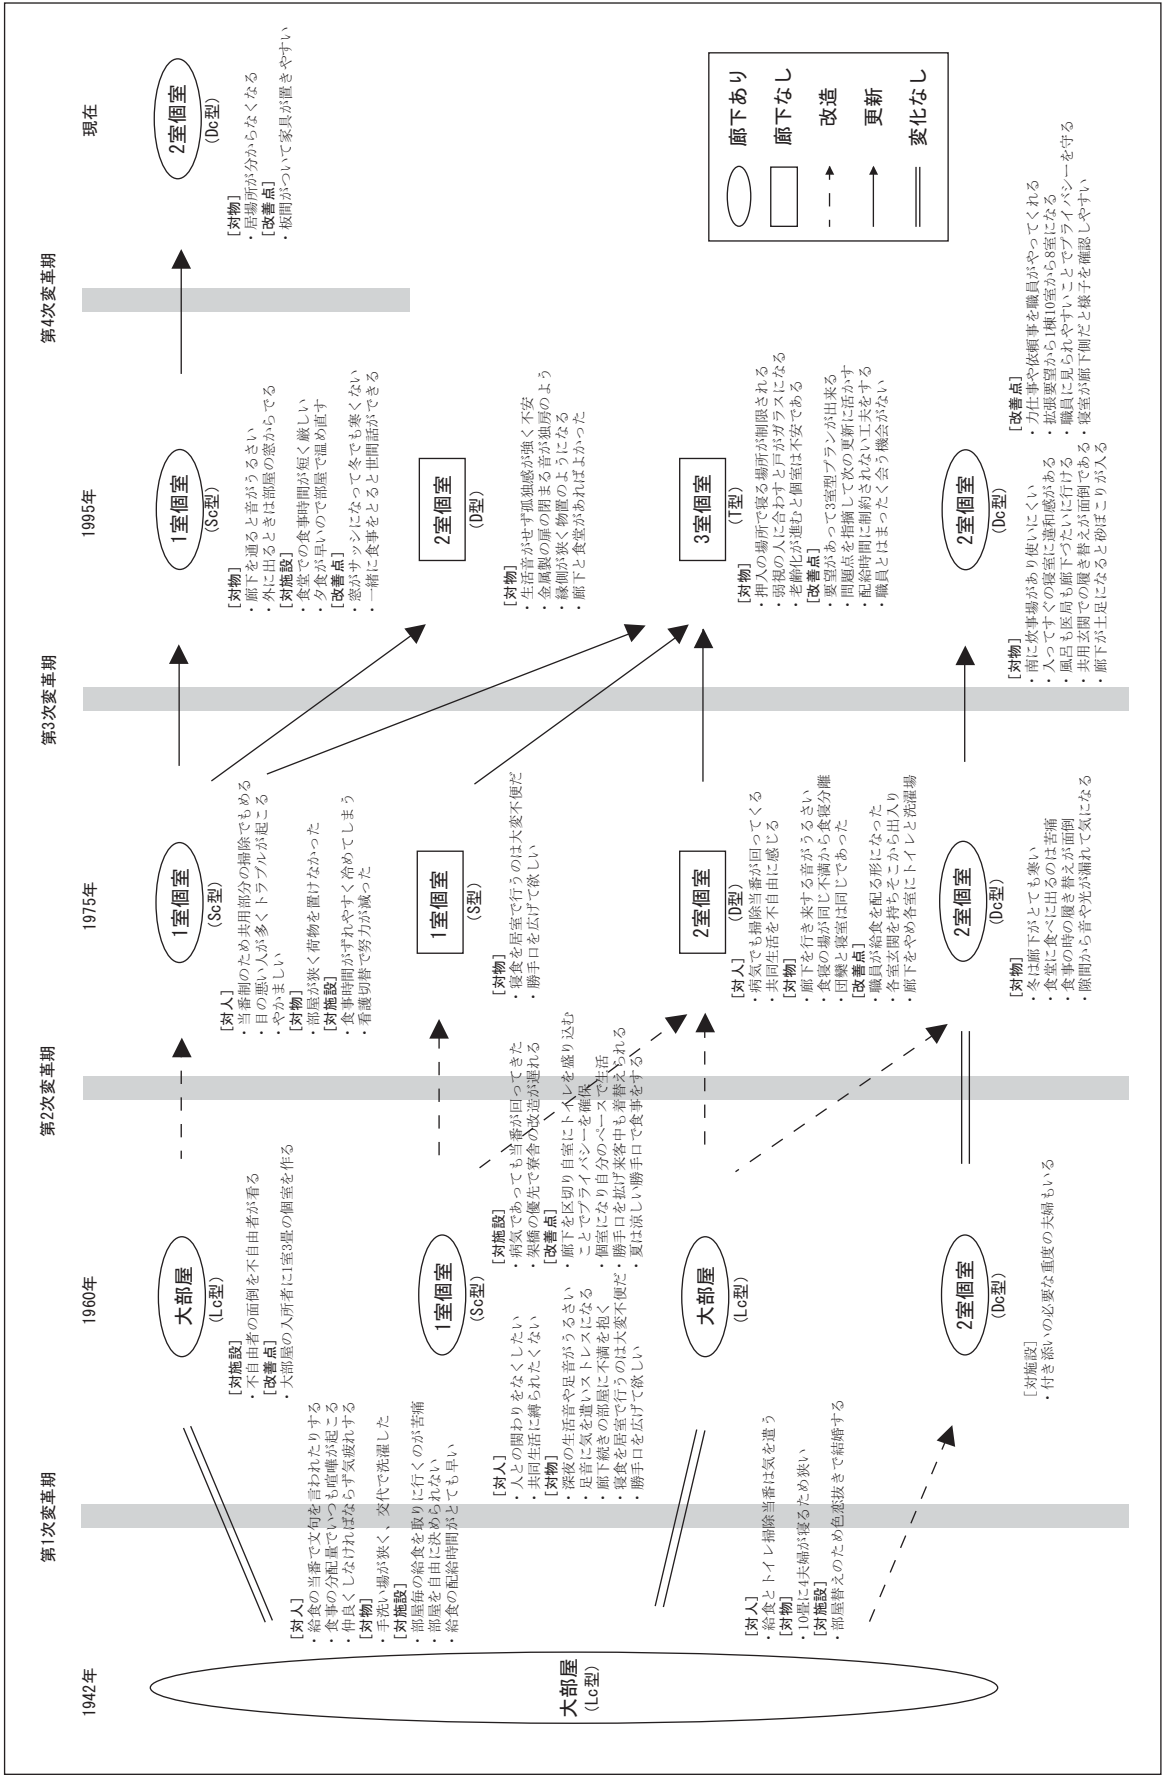 1942年
第1次変革期
1960年
第2次変革期
1975年
第3次変革期
1995年
第4次変革期
現在
大部屋
(Lc型)
[対人]
・給食の当番で文句を言われたりする
・食事の分配量でいつも喧嘩が起こる
・仲良くしなければならず気疲れする
[対物]
・手洗い場が狭く、交代で洗濯した
[対施設]
・部屋毎の給食を取りに行くのが苦痛
・部屋を自由に決められない
・給食の配給時間がとても早い
[対人]
・給食とトイレ掃除当番は気を遣う
[対物]
・10畳に4夫婦が寝るため狭い
[対施設]
・部屋替えのため色恋抜きで結婚する
大部屋
(Lc型)
[対施設]
・不自由者の面倒を不自由者が看る
[改善点]
・大部屋の入所者に1室3畳の個室を作る
1室個室
(Sc型)
[対人]
・人との関わりをなくしたい
・共同生活に縛られたくない
[対物]
・深夜の生活音や足音がうるさい
・足音に気を遣いストレスになる
・廊下続きの部屋に不満を抱く
・寝食を居室で行うのは大変不便だ
・勝手口を広げて欲しい
[対施設]
・病気であっても当番が回ってきた
・架橋の優先で寮舎の改造が遅れる
[改善点]
・廊下を区切り自室にトイレを盛り込む
ことでプライバシーを確保
・個室になり自分のペースで生活
・勝手口を拡げ来客中も着替えられる
・夏は涼しい勝手口で食事をする
大部屋
(Lc型)
2室個室
(Dc型)
[対施設]
・付き添いの必要な重度の夫婦もいる
1室個室
(Sc型)
[対人]
・当番制のため共用部分の掃除でもめる
・目の悪い人が多くトラブルが起こる
・やかましい
[対物]
・部屋が狭く荷物を置けなかった
[対施設]
・食事時間がずれやすく冷めてしまう
・看護切替で努力が減った
1室個室
(S型)
[対物]
・寝食を居室で行うのは大変不便だ
・勝手口を広げて欲しい
2室個室
(D型)
[対人]
・病気でも掃除当番が回ってくる
・共同生活を不自由に感じる
[対物]
・廊下を行き来する音がうるさい
・食寝の場が同じ不満から食寝分離
・団欒と寝室は同じであった
[改善点]
・職員が給食を配る形になった
・各室玄関を持ちそこから出入り
・廊下をやめ各室にトイレと洗濯場
2室個室
(Dc型)
[対物]
・冬は廊下がとても寒い
・食堂に食べに出るのは苦痛
・食事の時の履き替えが面倒
・隙間から音や光が漏れて気になる
1室個室
(Sc型)
[対物]
・廊下を通ると音がうるさい
・外に出るときは部屋の窓からでる
[対施設]
・食堂での食事時間が短く厳しい
・夕食が早いので部屋で温め直す
[改善点]
・窓がサッシになって冬でも寒くない
・一緒に食事をとると世間話ができる
2室個室
(D型)
[対物]
・生活音がせず孤独感が強く不安
・金属製の扉の閉まる音が独房のよう
・縁側が狭く物置のようになる
・廊下と食堂があればよかった
3室個室
(T型)
[対物]
・押入の場所で寝る場所が制限される
・弱視の人に合わすと戸がガラスになる
・老齢化が進むと個室は不安である
[改善点]
・要望があって3室型プランが出来る
・問題点を指摘して次の更新に活かす
・配給時間に制約されない工夫をする
・職員とはまったく会う機会がない
2室個室
(Dc型)
[対物]
・南に炊事場があり使いにくい
・入ってすぐの寝室に違和感がある
・風呂も医局も廊下づたいに行ける
・共用玄関での履き替えが面倒である
・廊下が土足になると砂ぼこりが入る
[改善点]
・力仕事や依頼事を職員がやってくれる
・拡張要望から1棟10室から8室になる
・職員に見られやすいことでプライバシーを守る
・寝室が廊下側だと様子を確認しやすい
2室個室
(Dc型)
[対物]
・居場所が分からなくなる
[改善点]
・板間がついて家具が置きやすい
廊下あり
廊下なし
改造
更新
変化なし